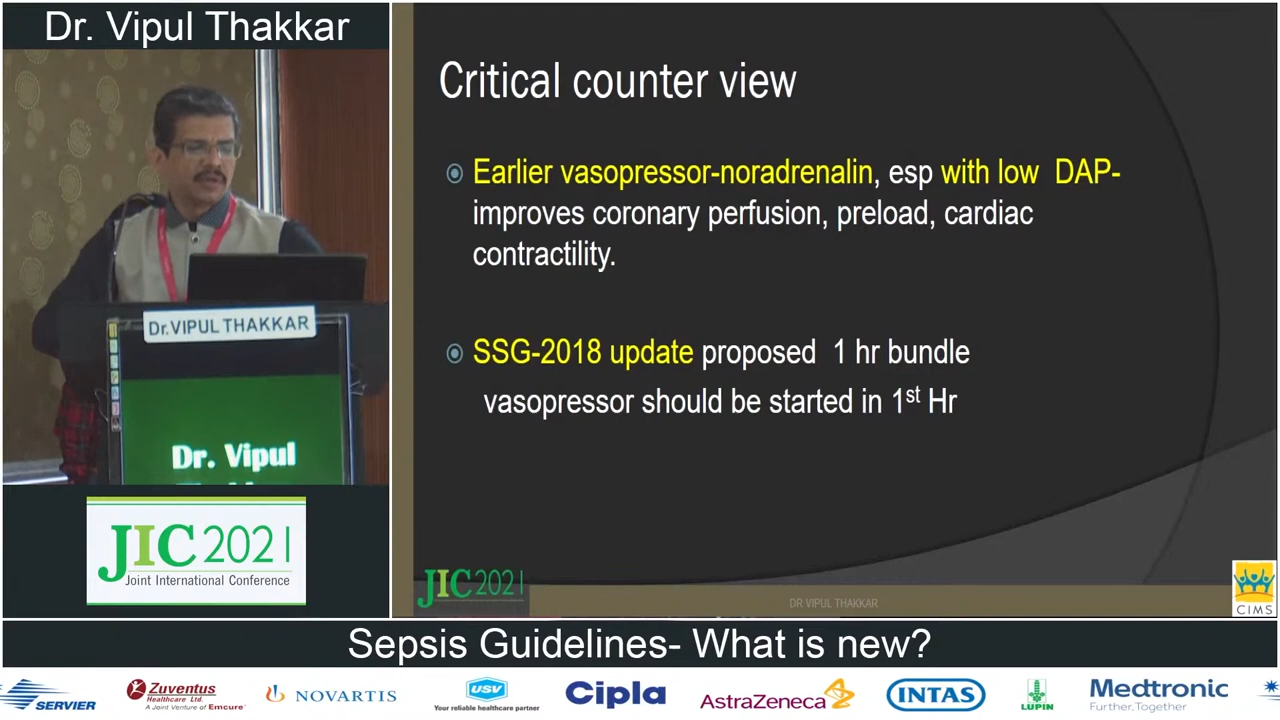 Dr. Vipul Thakkar
Dr.VIPUL THAKKAR
Dr. Vipul
JIC 2021
Joint International Conference
Critical counter view
Earlier vasopressor-noradrenalin, esp with low DAP-
improves coronary perfusion, preload, cardiac
contractility.
SSG-2018 update proposed 1 hr bundle
vasopressor should be started in 1st Hr
JIC 2021
DR VIPUL THAKKAR
CIMS
Sepsis Guidelines- What is new?
SERVIER
Zuventus
Healthcare Ltd.
A Joint Venture of Emcure
NOVARTIS
USV
Your reliable healthcare partner
Cipla
AstraZeneca
INTAS
LUPIN
Medtronic
Further,Together